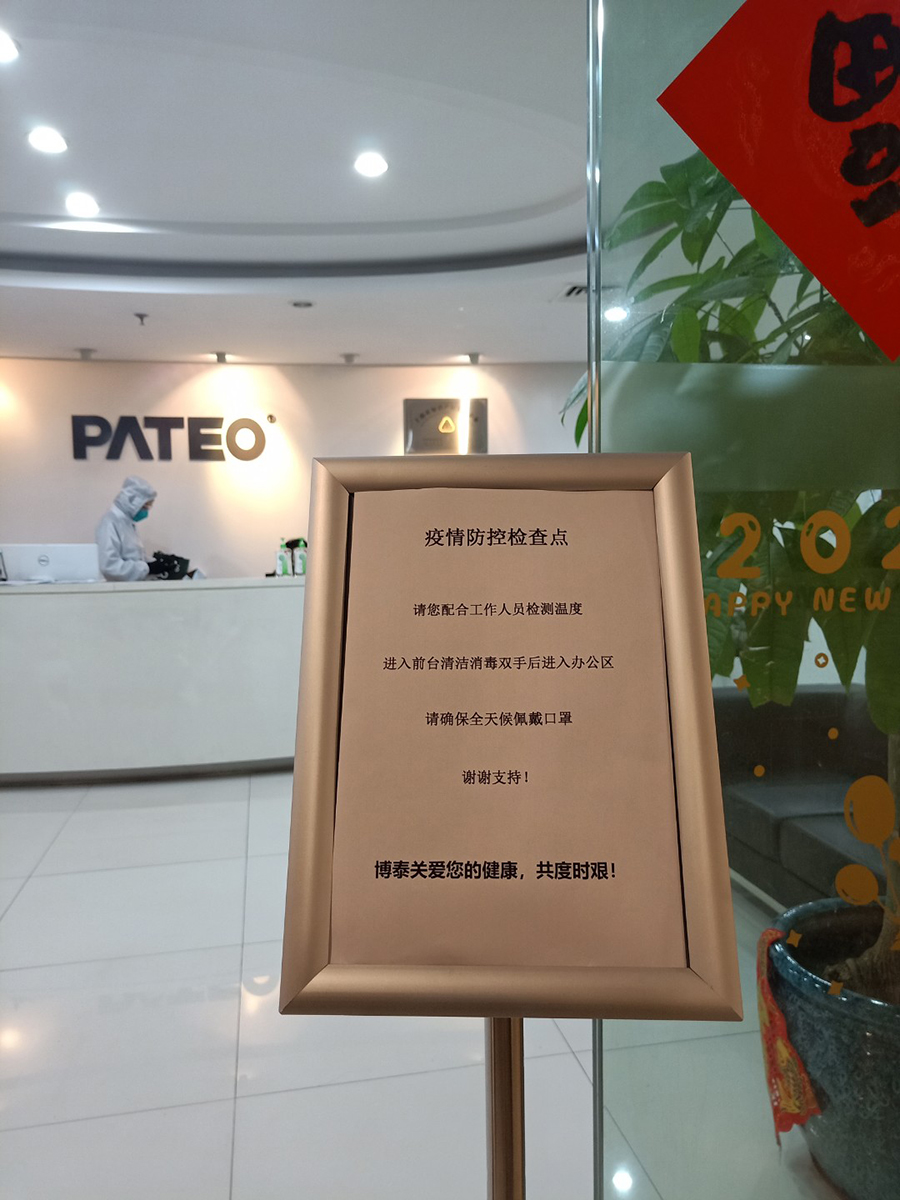 PATEO
疫情防控检查点
请您配合工作人员检测温度
进入前台清洁消毒双手后进入办公区
请确保全天候佩戴口罩
谢谢支持!
博泰关爱您的健康，共度时艰!
202
APPY NEW